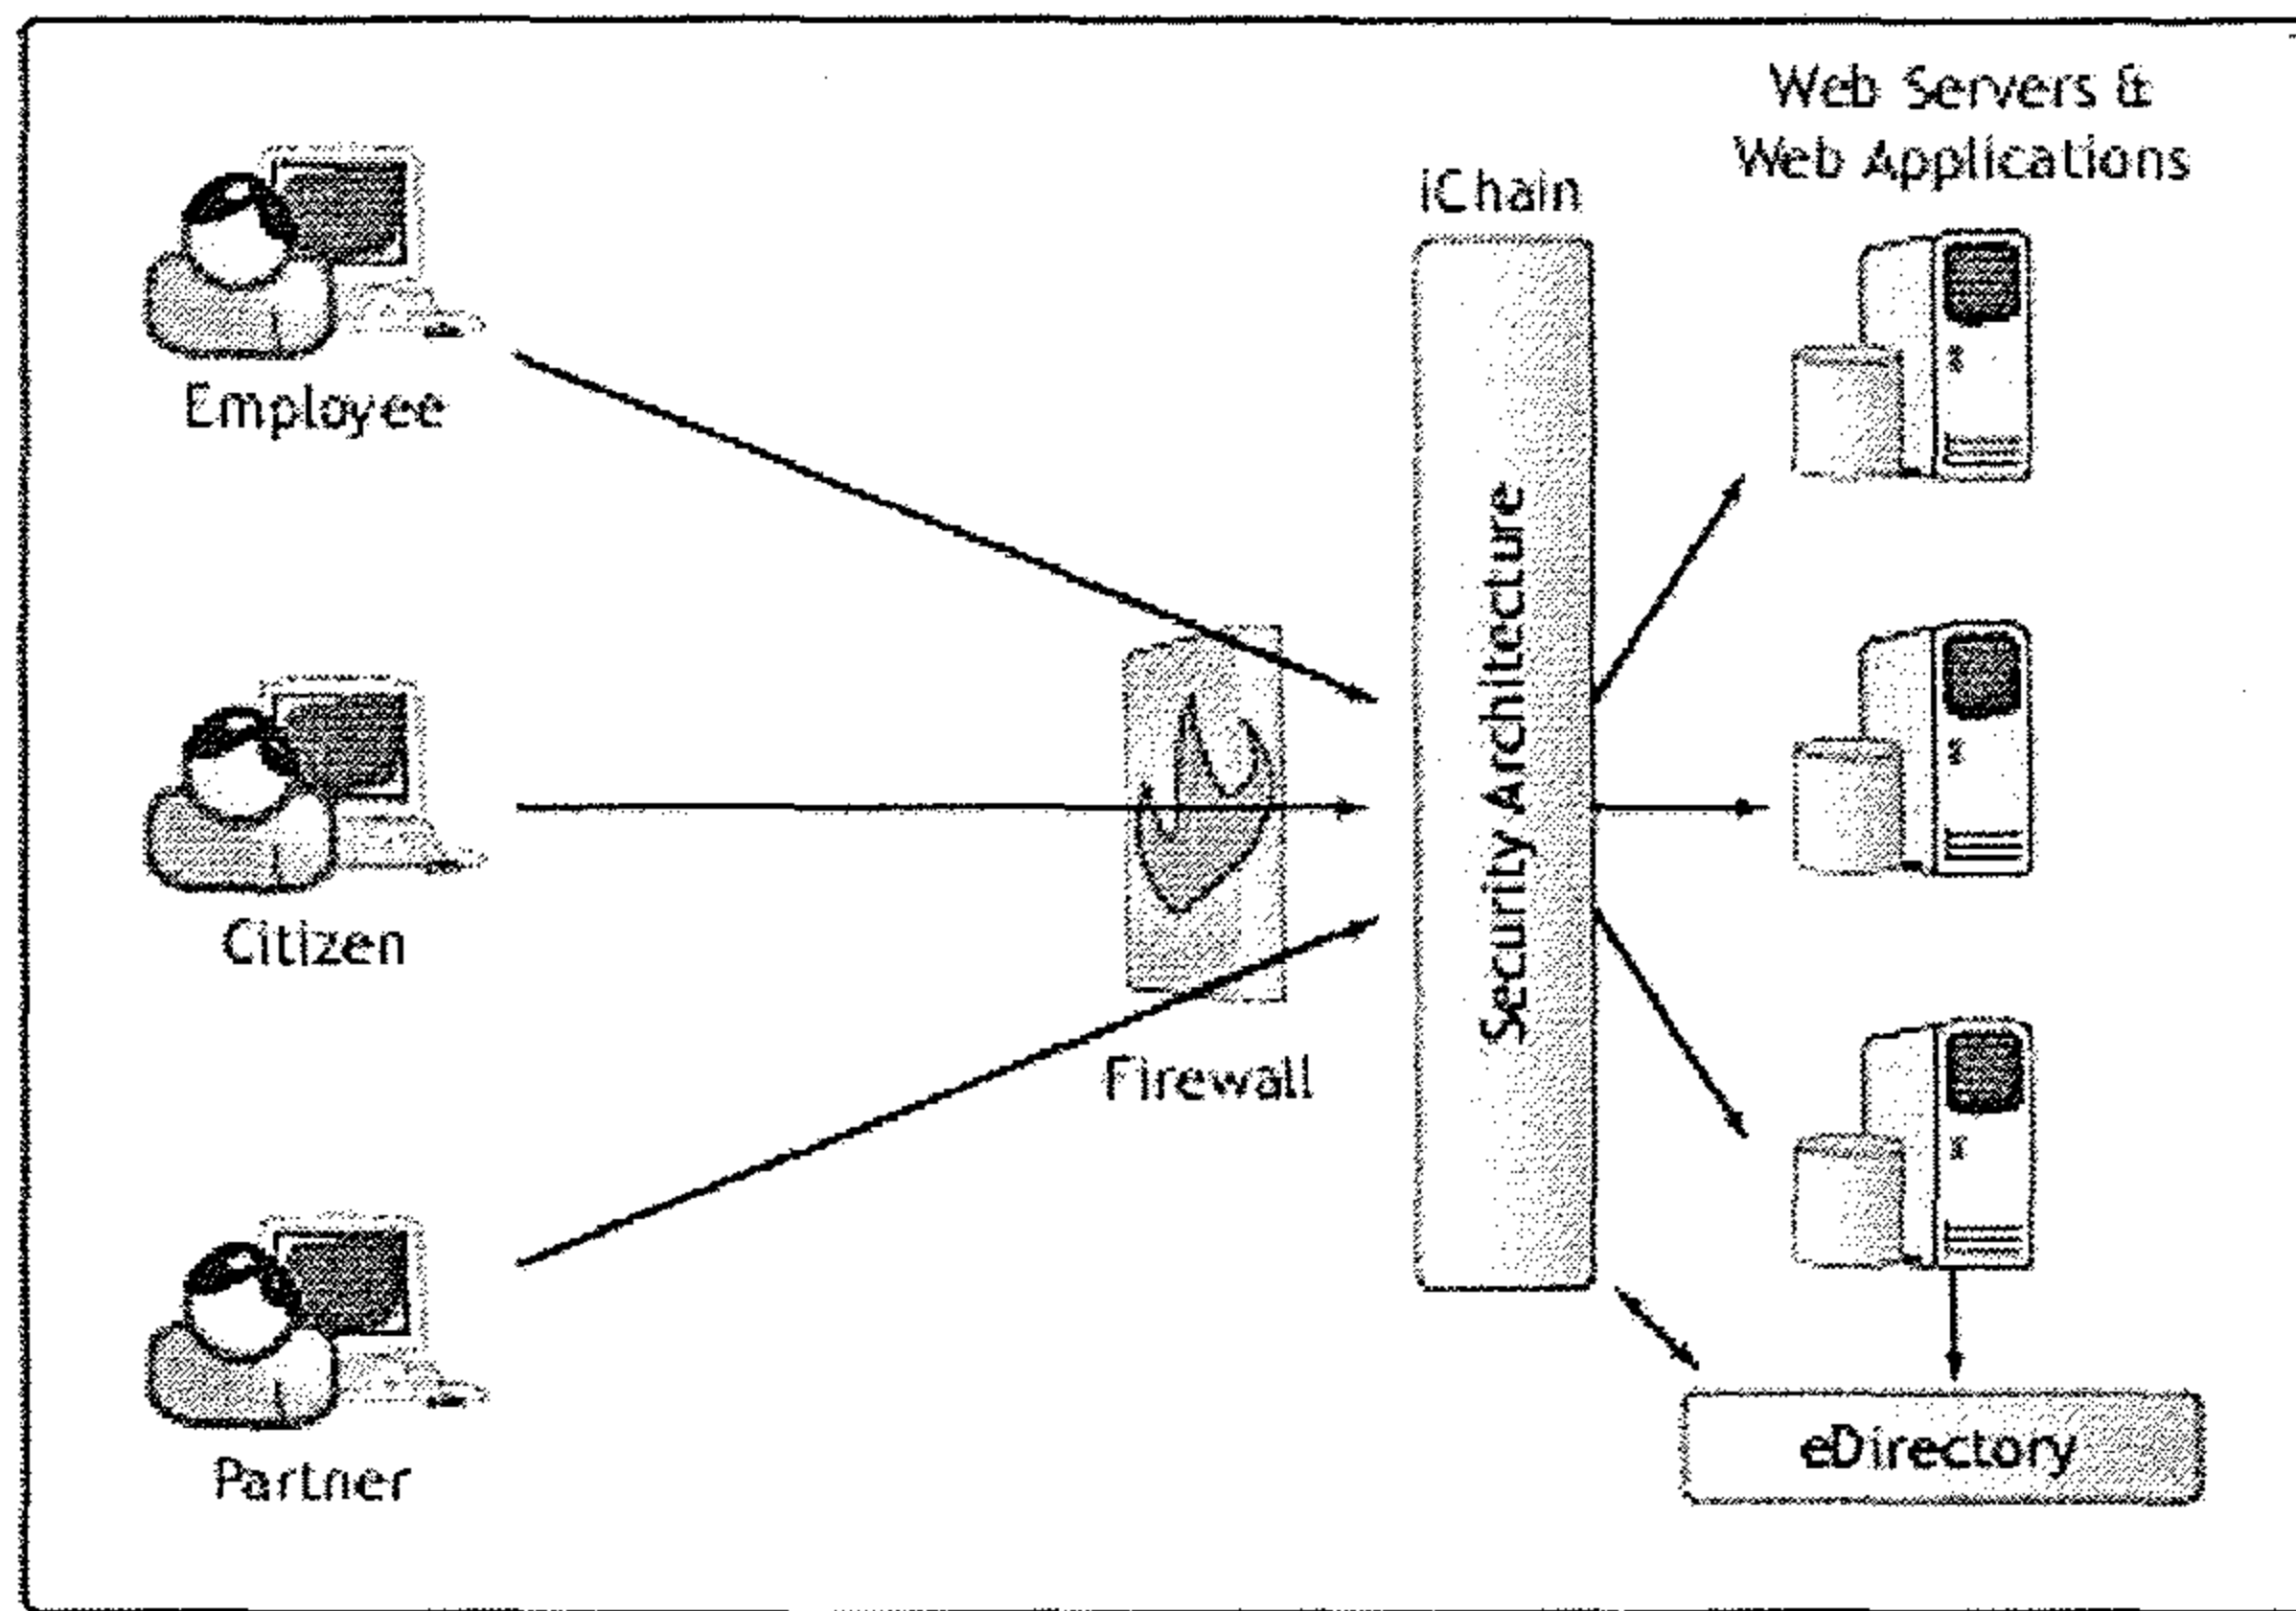 Web Servers &
Web Applications
iChain
Employee
Security Architecture
Citizen
Firewall
Partner
eDirectory